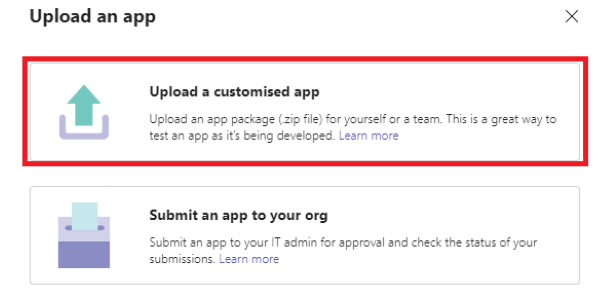 Upload an app
Upload a customised app
Upload an app package (.zip file) for yourself or a team. This is a great way to
test an app as it's being developed. Learn more
Submit an app to your org
Submit an app to your IT admin for approval and check the status of your
submissions. Learn more